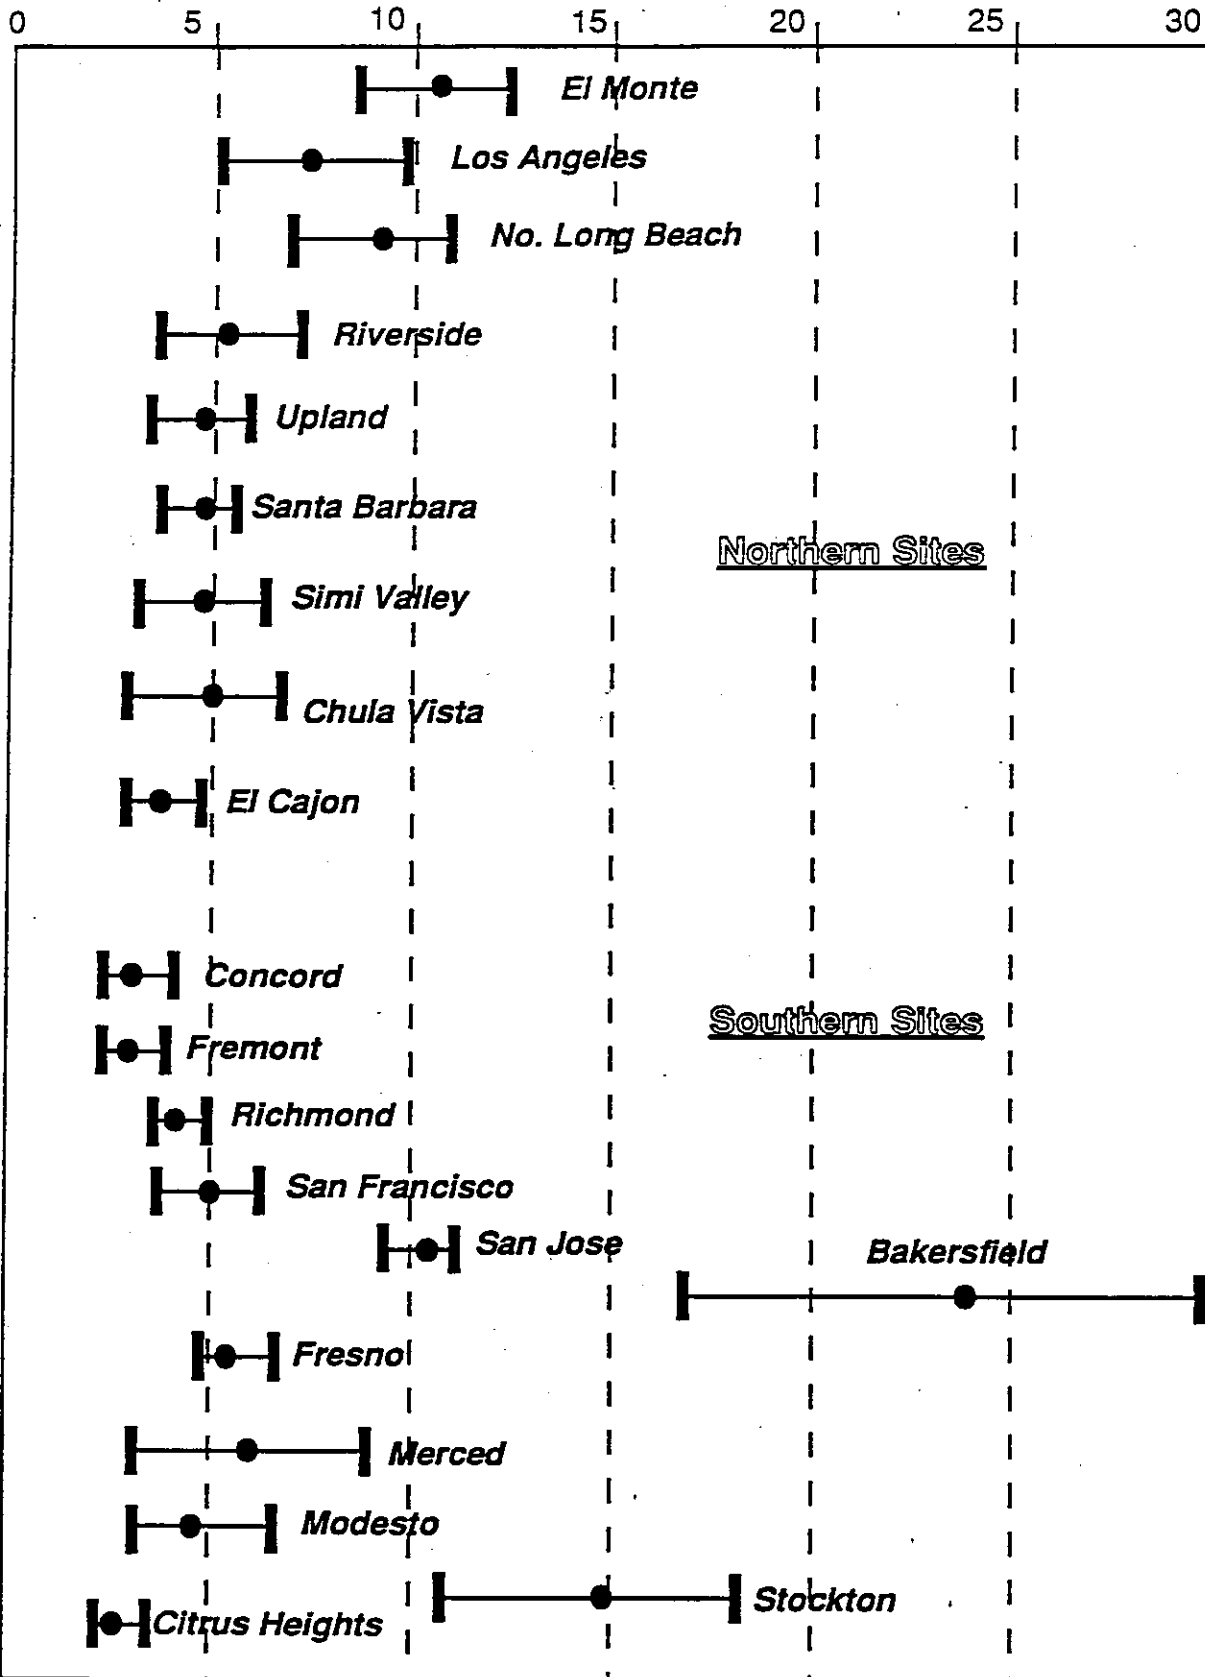 0 5 10 15 20 25 30
El Monte
Los Angeles
No. Long Beach
Riverside
Upland
Santa Barbara
Northern Sites
Simi Valley
Chula Vista
El Cajon
Concord
Southern Sites
Fremont
Richmond
San Francisco
San Jose
Bakersfield
Fresno
Merced
Modesto
Stockton
Citrus Heights